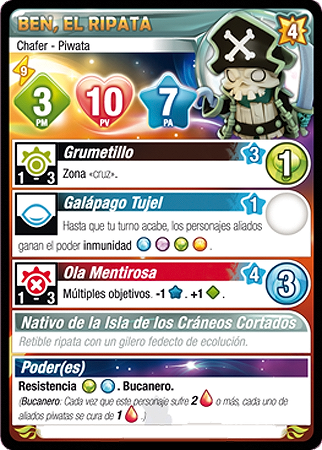 BEN, EL RIPATA
4
Chafer - Piwata
9
3
PM
10
PV
7
PA
Grumetillo
3
1
1 - 3
Zona «cruz».
Galápago Tujel
1
Hasta que tu turno acabe, los personajes aliados
ganan el poder inmunidad
Ola Mentirosa
4
3
1 - 3
Múltiples objetivos. -1 . +1 .
Nativo de la Isla de los Cráneos Cortados
Retible ripata con un gilero fedecto de ecolución.
Poder(es)
Resistencia . Bucanero.
(Bucanero: Cada vez que este personaje sufre 2 o más, cada uno de
aliados piwatas se cura de 1 .)